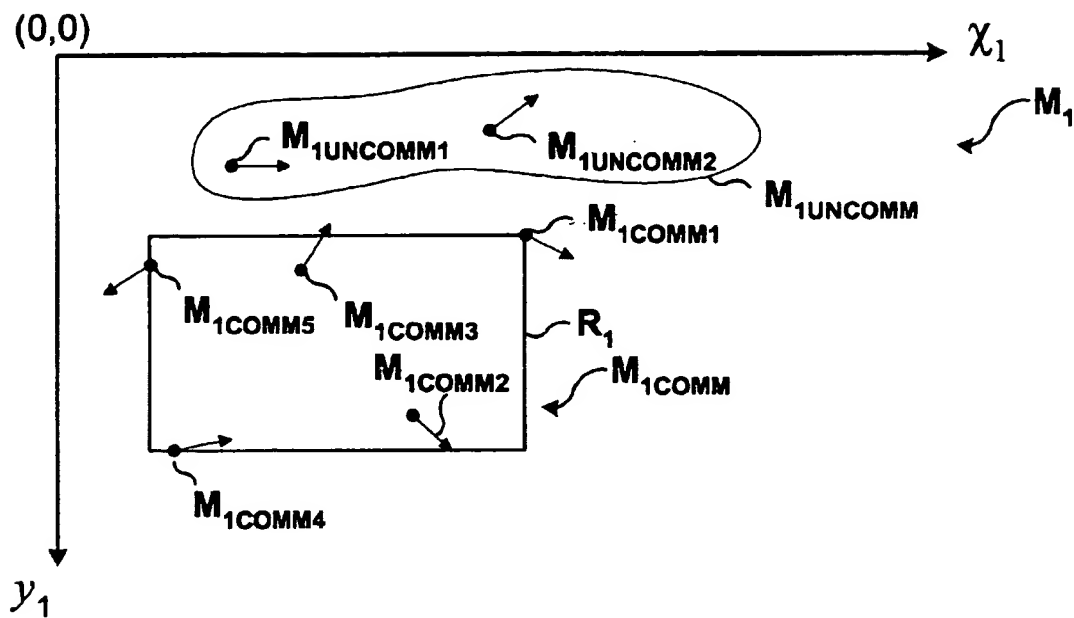 (0,0)
χ₁
M₁
M₁UNCOMM1
M₁UNCOMM2
M₁UNCOMM
M₁COMM1
M₁COMM5
M₁COMM3
R₁
M₁COMM2
M₁COMM
M₁COMM4
y₁